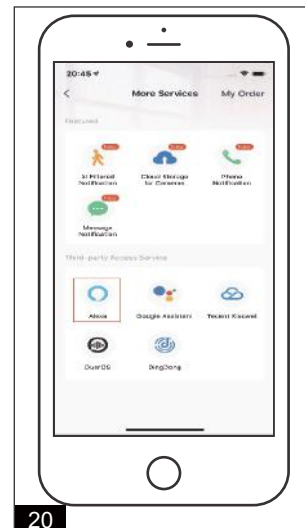 20:45
More Services My Order
Featured
AI Filtered Notification
Cloud Storage for Cameras
Phone Notification
Message Notification
Third-party Access Service
Alexa
Google Assistant
Tecent Xiaowei
DuerOS
DingDong
20